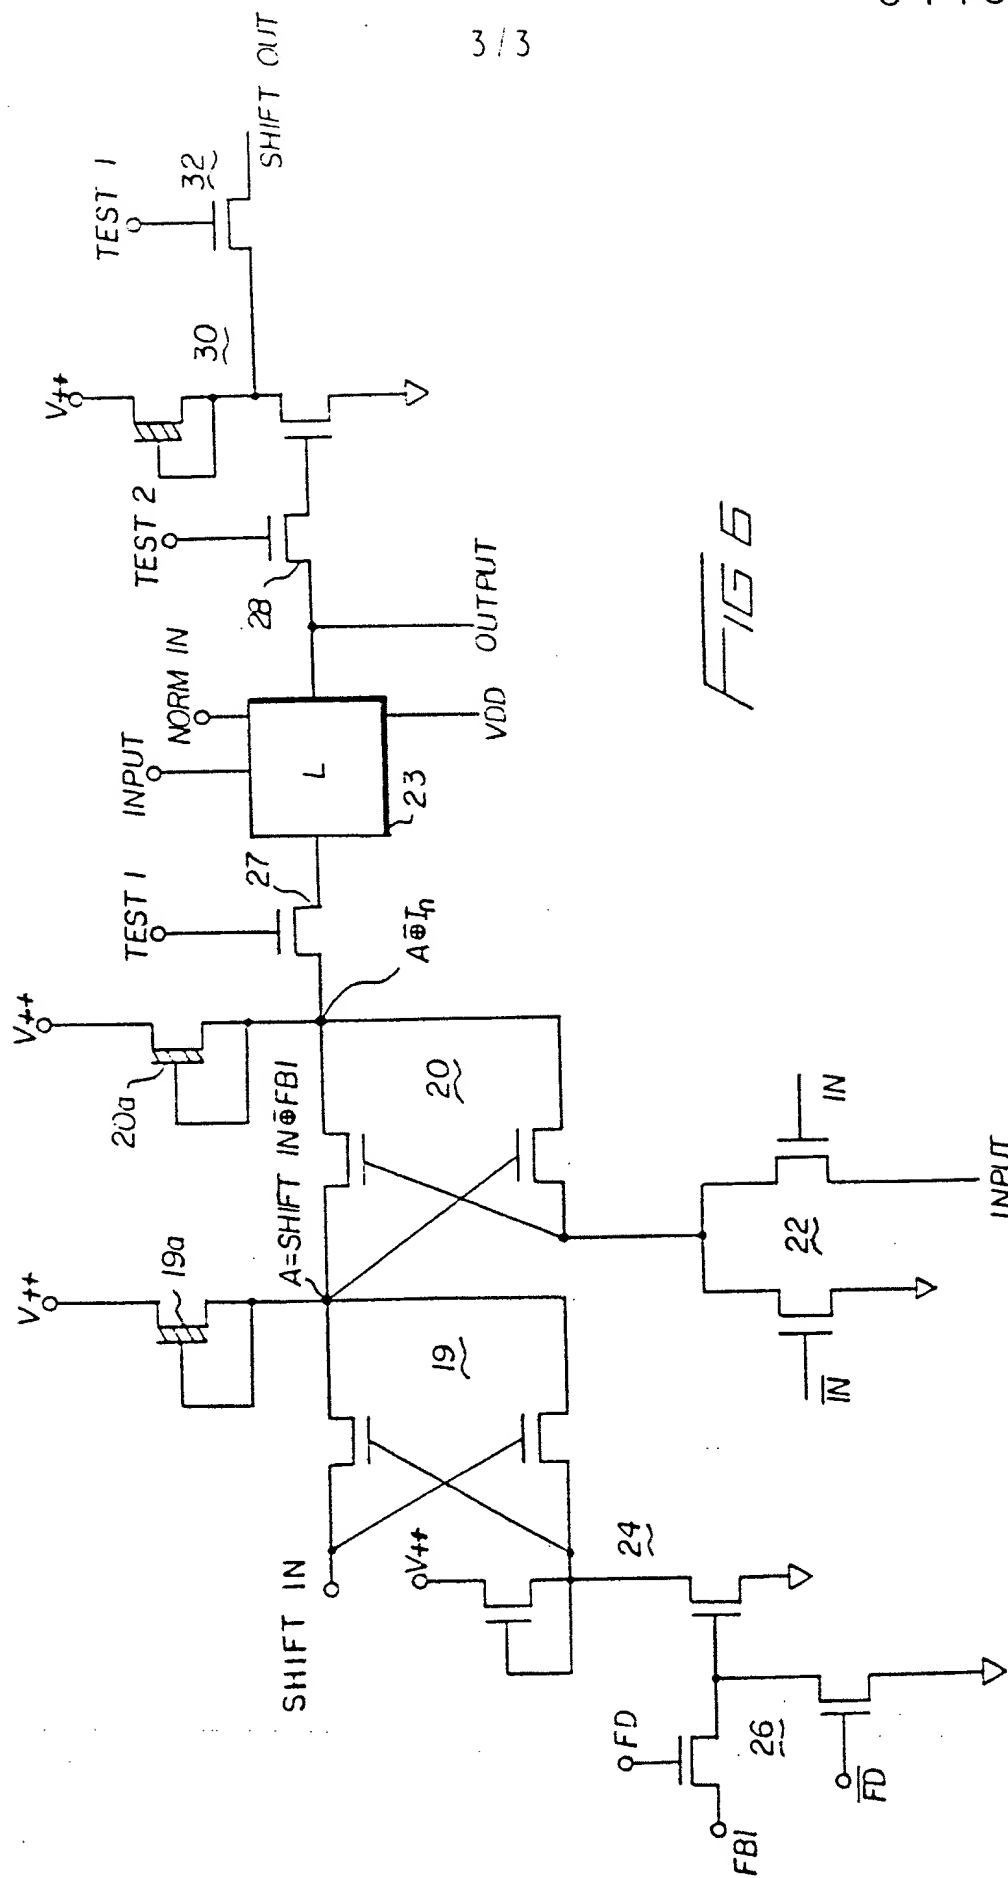 3/3
SHIFT OUT
TEST 1
32
30
V++
TEST 2
28
OUTPUT
NORM IN
INPUT
L
VDD
23
TEST 1
27
A⊕̄In
V++
20a
20
A=SHIFT IN⊕̄FBI
V++
19a
19
IN
22
INPUT
I̅N̅
SHIFT IN
V++
24
FD
26
F̅D̅
FBI
FIG 6